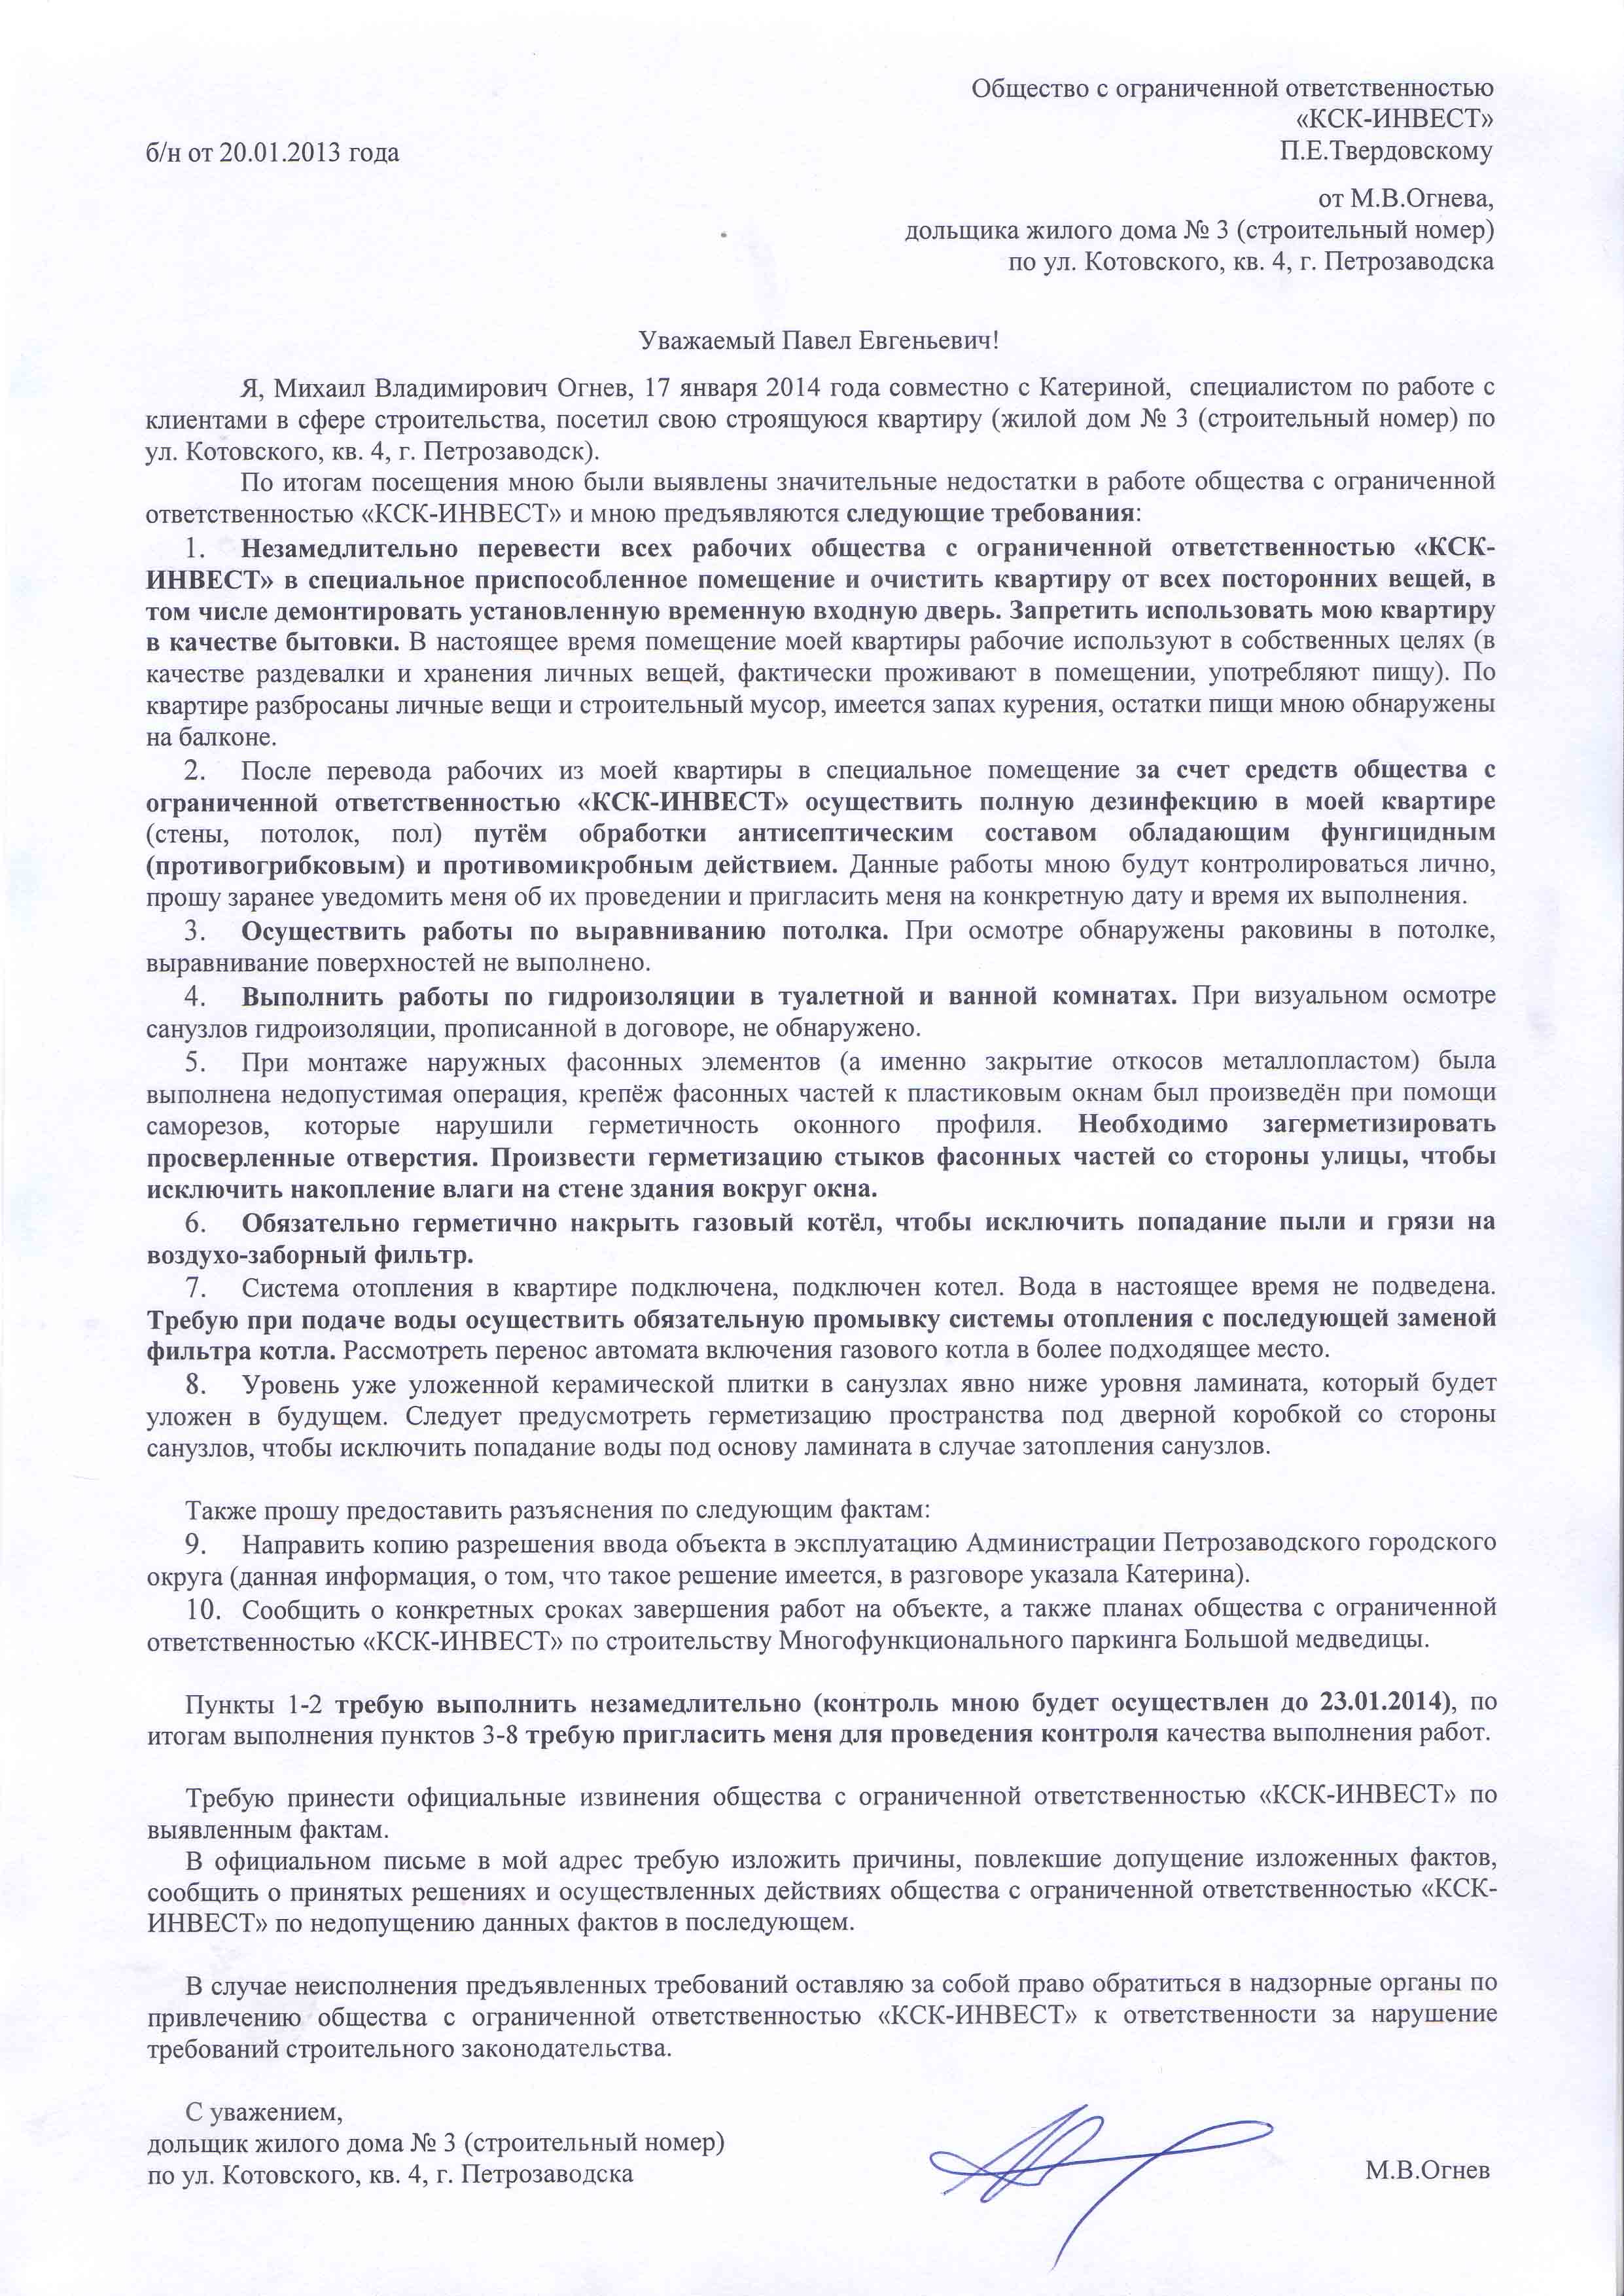 Общество с ограниченной ответственностью
«КСК-ИНВЕСТ»
б/н от 20.01.2013 года
П.Е.Твердовскому
от М.В.Огнева,
дольщика жилого дома № 3 (строительный номер)
по ул. Котовского, кв. 4, г. Петрозаводска
Уважаемый Павел Евгеньевич!
Я, Михаил Владимирович Огнев, 17 января 2014 года совместно с Катериной, специалистом по работе с
клиентами в сфере строительства, посетил свою строящуюся квартиру (жилой дом № 3 (строительный номер) по
ул. Котовского, кв. 4, г. Петрозаводск).
По итогам посещения мною были выявлены значительные недостатки в работе общества с ограниченной
ответственностью «КСК-ИНВЕСТ» и мною предъявляются следующие требования:
1. Незамедлительно перевести всех рабочих общества с ограниченной ответственностью «КСК-
ИНВЕСТ» в специальное приспособленное помещение и очистить квартиру от всех посторонних вещей, в
том числе демонтировать установленную временную входную дверь. Запретить использовать мою квартиру
в качестве бытовки. В настоящее время помещение моей квартиры рабочие используют в собственных целях (в
качестве раздевалки и хранения личных вещей, фактически проживают в помещении, употребляют пищу). По
квартире разбросаны личные вещи и строительный мусор, имеется запах курения, остатки пищи мною обнаружены
на балконе.
2. После перевода рабочих из моей квартиры в специальное помещение за счет средств общества с
ограниченной ответственностью «КСК-ИНВЕСТ» осуществить полную дезинфекцию в моей квартире
(стены, потолок, пол) путём обработки антисептическим составом обладающим фунгицидным
(противогрибковым) и противомикробным действием. Данные работы мною будут контролироваться лично,
прошу заранее уведомить меня об их проведении и пригласить меня на конкретную дату и время их выполнения.
3. Осуществить работы по выравниванию потолка. При осмотре обнаружены раковины в потолке,
выравнивание поверхностей не выполнено.
4. Выполнить работы по гидроизоляции в туалетной и ванной комнатах. При визуальном осмотре
санузлов гидроизоляции, прописанной в договоре, не обнаружено.
5. При монтаже наружных фасонных элементов (а именно закрытие откосов металлопластом) была
выполнена недопустимая операция, крепёж фасонных частей к пластиковым окнам был произведён при помощи
саморезов, которые нарушили герметичность оконного профиля. Необходимо загерметизировать
просверленные отверстия. Произвести герметизацию стыков фасонных частей со стороны улицы, чтобы
исключить накопление влаги на стене здания вокруг окна.
6. Обязательно герметично накрыть газовый котёл, чтобы исключить попадание пыли и грязи на
воздухо-заборный фильтр.
7. Система отопления в квартире подключена, подключен котел. Вода в настоящее время не подведена.
Требую при подаче воды осуществить обязательную промывку системы отопления с последующей заменой
фильтра котла. Рассмотреть перенос автомата включения газового котла в более подходящее место.
8. Уровень уже уложенной керамической плитки в санузлах явно ниже уровня ламината, который будет
уложен в будущем. Следует предусмотреть герметизацию пространства под дверной коробкой со стороны
санузлов, чтобы исключить попадание воды под основу ламината в случае затопления санузлов.
Также прошу предоставить разъяснения по следующим фактам:
9. Направить копию разрешения ввода объекта в эксплуатацию Администрации Петрозаводского городского
округа (данная информация, о том, что такое решение имеется, в разговоре указала Катерина).
10. Сообщить о конкретных сроках завершения работ на объекте, а также планах общества с ограниченной
ответственностью «КСК-ИНВЕСТ» по строительству Многофункционального паркинга Большой медведицы.
Пункты 1-2 требую выполнить незамедлительно (контроль мною будет осуществлен до 23.01.2014), по
итогам выполнения пунктов 3-8 требую пригласить меня для проведения контроля качества выполнения работ.
Требую принести официальные извинения общества с ограниченной ответственностью «КСК-ИНВЕСТ» по
выявленным фактам.
В официальном письме в мой адрес требую изложить причины, повлекшие допущение изложенных фактов,
сообщить о принятых решениях и осуществленных действиях общества с ограниченной ответственностью «КСК-
ИНВЕСТ» по недопущению данных фактов в последующем.
В случае неисполнения предъявленных требований оставляю за собой право обратиться в надзорные органы по
привлечению общества с ограниченной ответственностью «КСК-ИНВЕСТ» к ответственности за нарушение
требований строительного законодательства.
С уважением,
дольщик жилого дома № 3 (строительный номер)
по ул. Котовского, кв. 4, г. Петрозаводска
М.В.Огнев